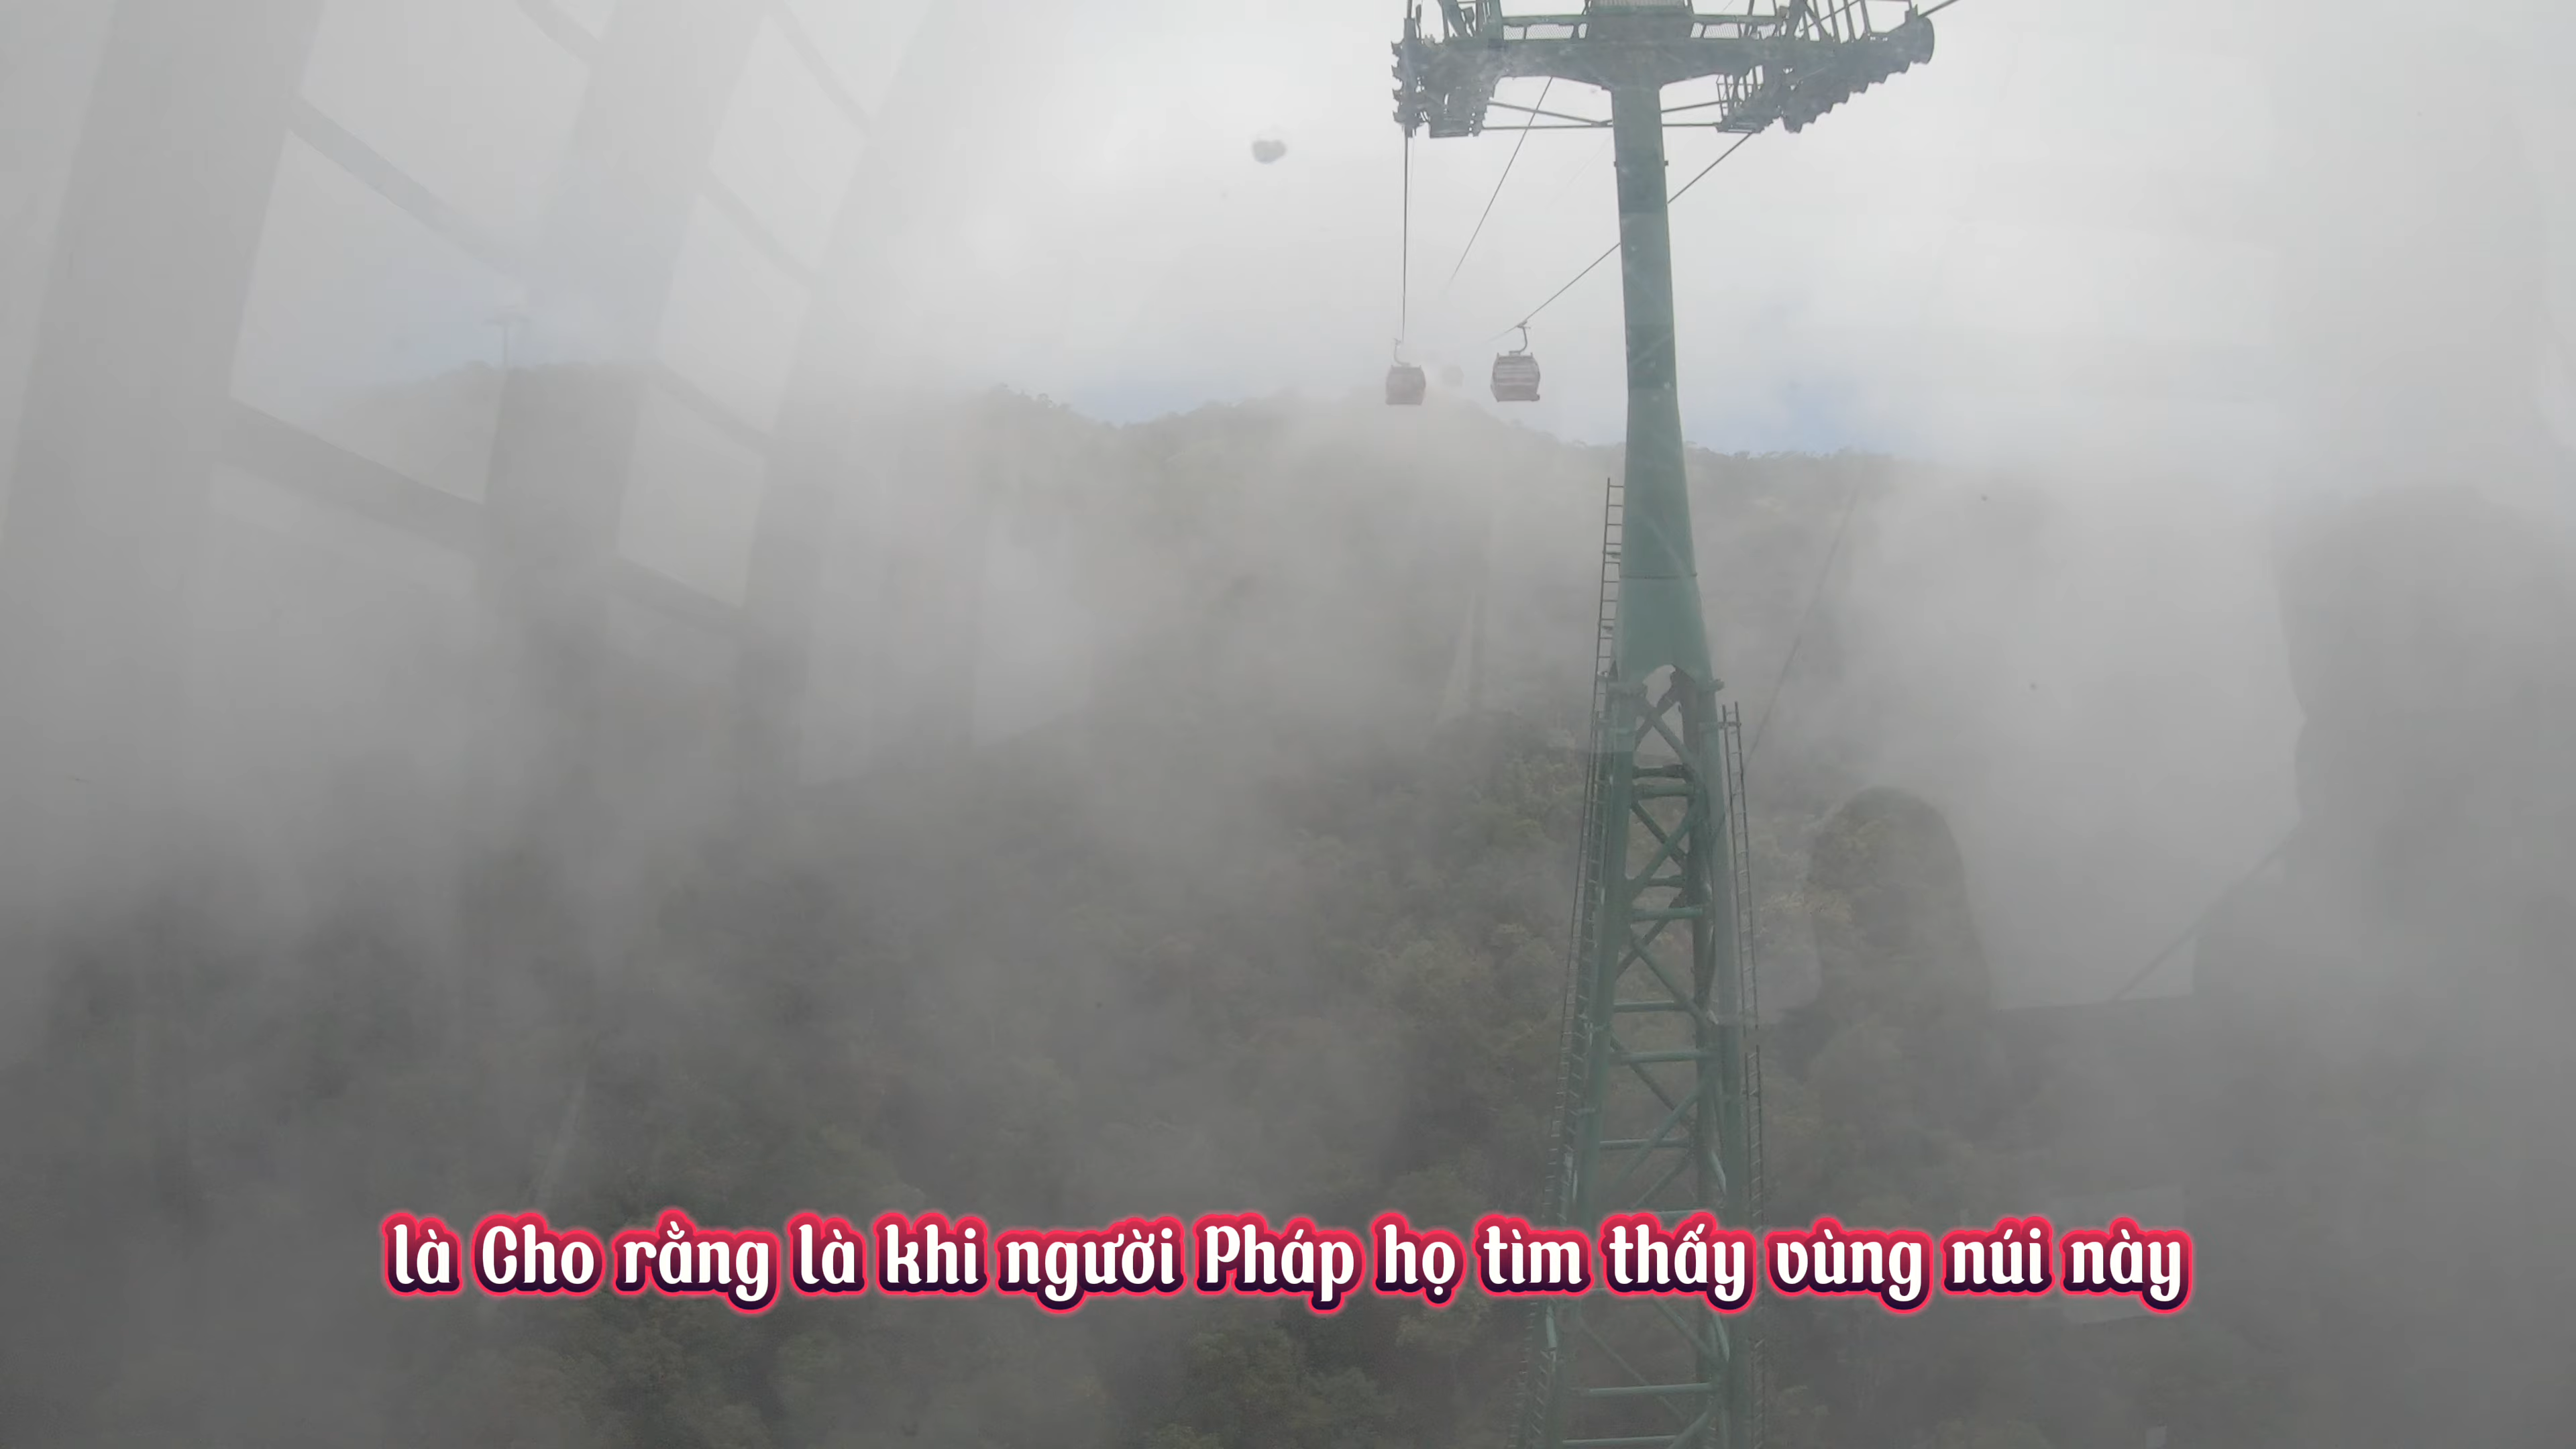 là Cho rằng là khi người Pháp họ tìm thấy vùng núi này